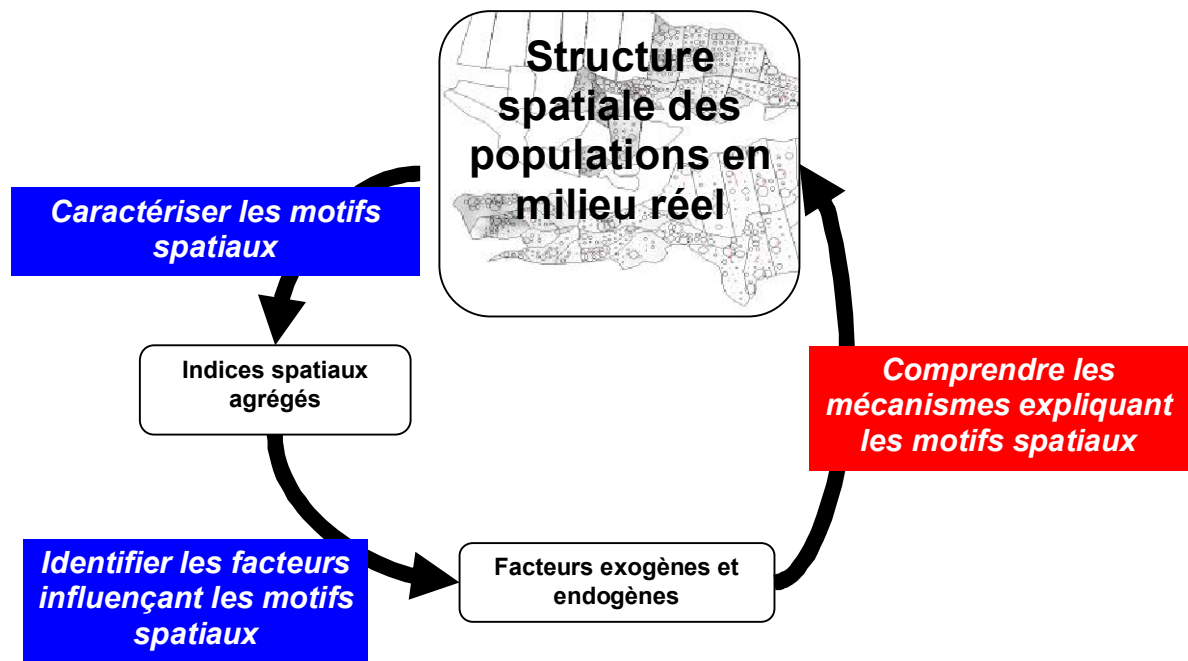 Structure
spatiale des
populations en
milieu réel
Caractériser les motifs
spatiaux
Indices spatiaux
agrégés
Identifier les facteurs
influençant les motifs
spatiaux
Facteurs exogènes et
endogènes
Comprendre les
mécanismes expliquant
les motifs spatiaux